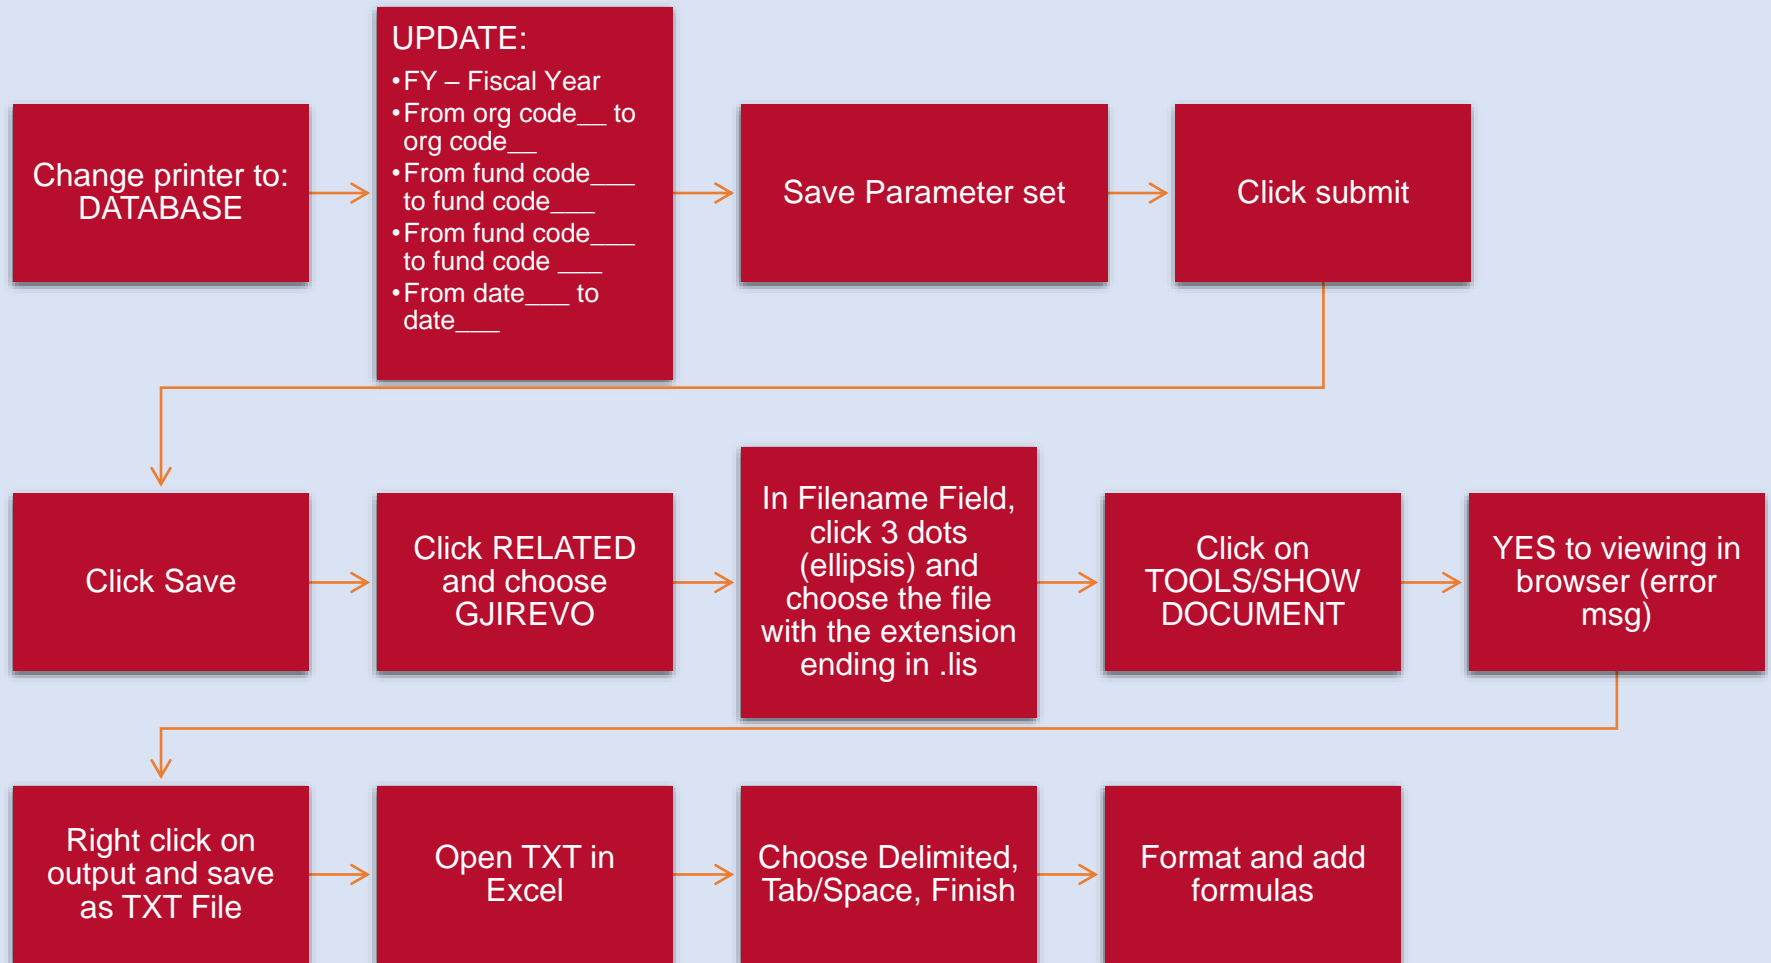 Change printer to:
DATABASE
UPDATE:
•FY – Fiscal Year
•From org code__ to
org code__
•From fund code___
to fund code___
•From fund code___
to fund code ___
•From date___ to
date___
Save Parameter set
Click submit
Click Save
Click RELATED
and choose
GJIREVO
In Filename Field,
click 3 dots
(ellipsis) and
choose the file
with the extension
ending in .lis
Click on
TOOLS/SHOW
DOCUMENT
YES to viewing in
browser (error
msg)
Right click on
output and save
as TXT File
Open TXT in
Excel
Choose Delimited,
Tab/Space, Finish
Format and add
formulas